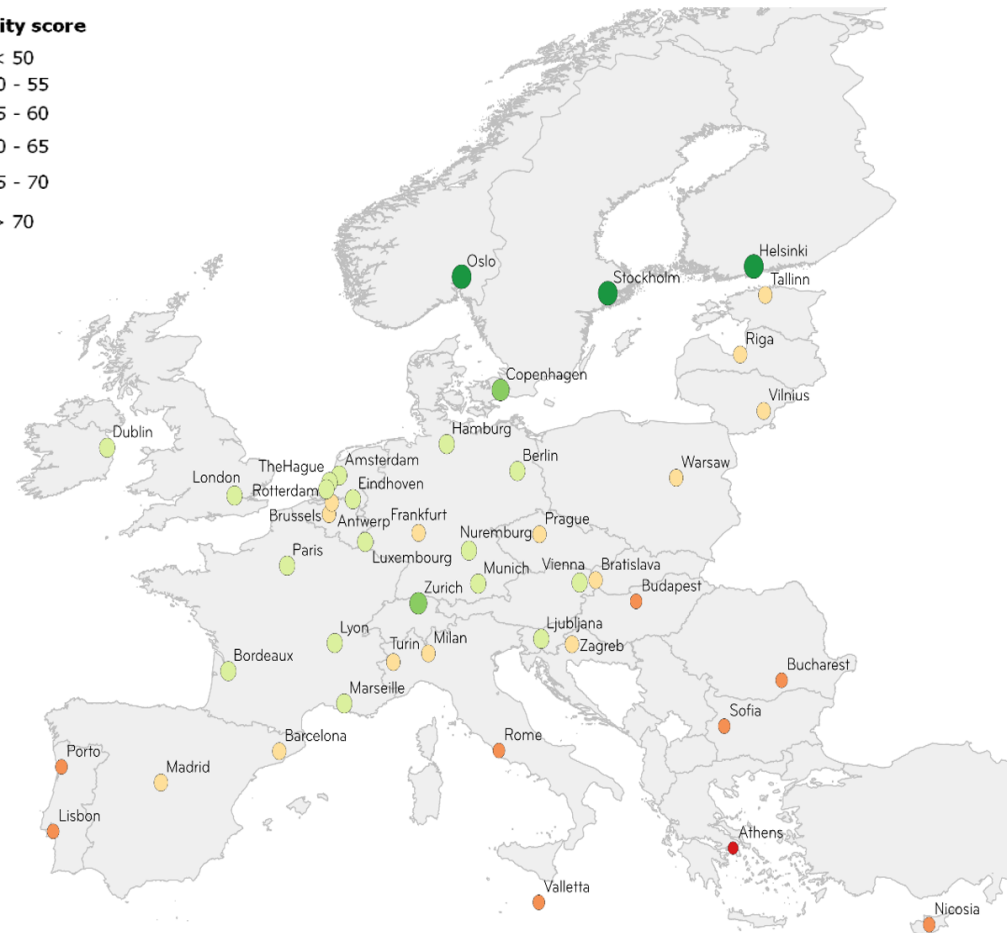 ity score
< 50
0 - 55
5 - 60
0 - 65
5 - 70
> 70
Oslo
Helsinki
Stockholm
Tallinn
Riga
Copenhagen
Vilnius
Hamburg
Dublin
Berlin
TheHague
Amsterdam
Warsaw
London
Eindhoven
Rotterdam
Brussels
Antwerp
Frankfurt
Prague
Nuremburg
Paris
Luxembourg
Munich
Vienna
Bratislava
Zurich
Budapest
Lyon
Ljubljana
Turin
Milan
Zagreb
Bordeaux
Bucharest
Marseille
Sofia
Barcelona
Rome
Porto
Madrid
Lisbon
Athens
Valletta
Nicosia